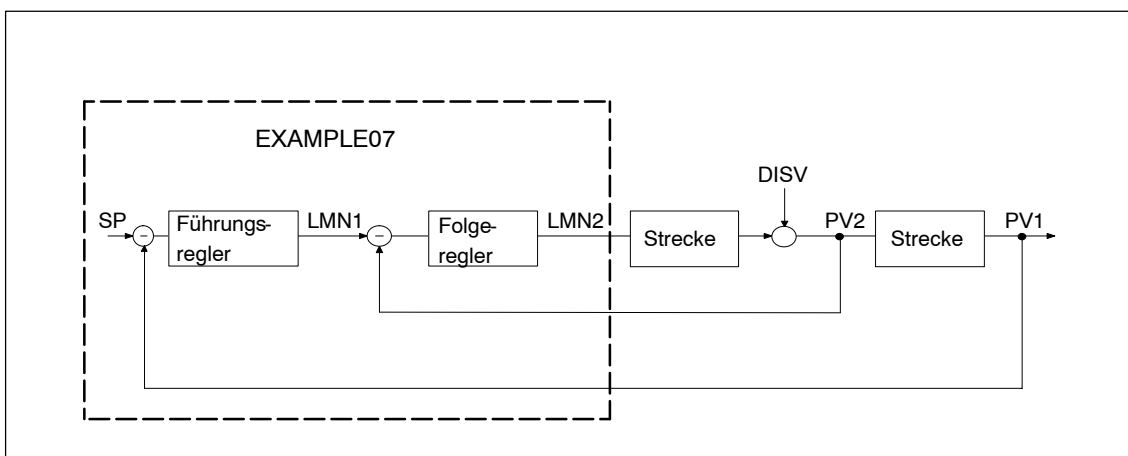 EXAMPLE07
DISV
SP
Führungs-
regler
LMN1
Folge-
regler
LMN2
Strecke
PV2
Strecke
PV1